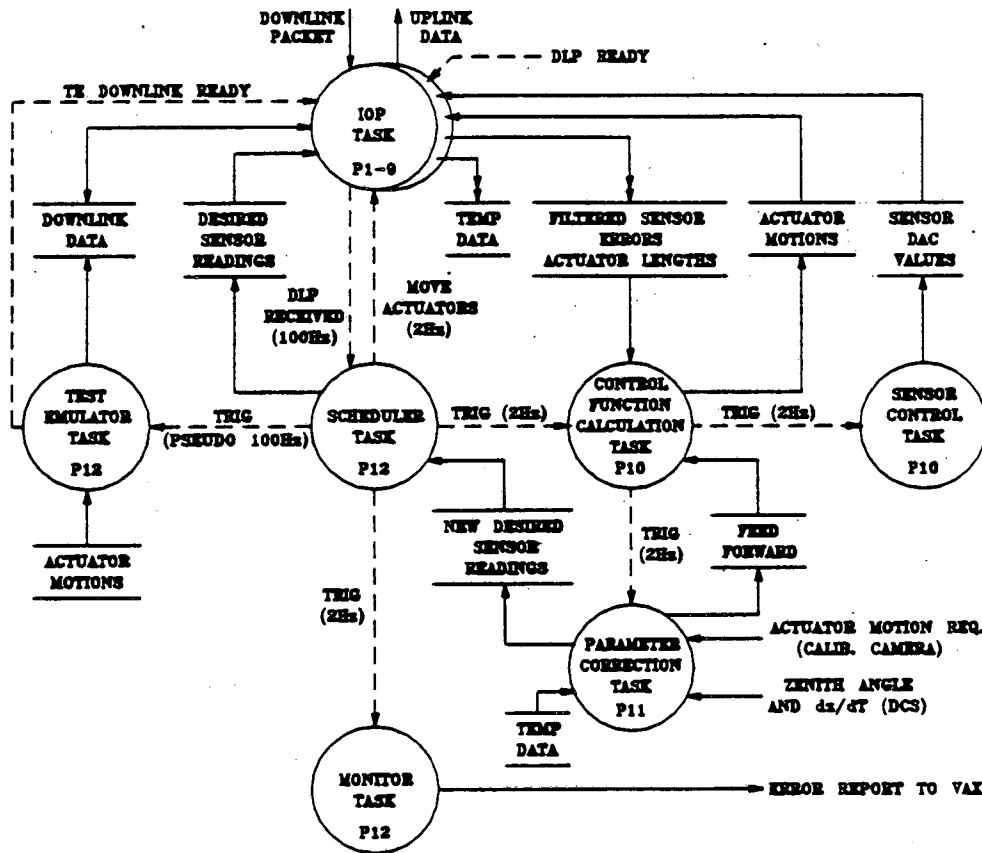 DOWNLINK
PACKET
UPLINK
DATA
DLP READY
TE DOWNLINK READY
IOP
TASK
P1-9
DOWNLINK
DATA
DESIRED
SENSOR
READINGS
TEMP
DATA
FILTERED SENSOR
ERRORS
ACTUATOR LENGTHS
ACTUATOR
MOTIONS
SENSOR
DAC
VALUES
DLP
RECEIVED
(100Hz)
MOVE
ACTUATORS
(2Hz)
TEST
EMULATOR
TASK
P12
TRIG
(PSEUDO 100Hz)
SCHEDULER
TASK
P12
TRIG (2Hz)
CONTROL
FUNCTION
CALCULATION
TASK
P10
TRIG (2Hz)
SENSOR
CONTROL
TASK
P10
ACTUATOR
MOTIONS
NEW DESIRED
SENSOR
READINGS
TRIG
(2Hz)
FEED
FORWARD
TRIG
(2Hz)
PARAMETER
CORRECTION
TASK
P11
ACTUATOR MOTION REQ.
(CALIB. CAMERA)
ZENITH ANGLE
AND dz/dT (DCS)
TEMP
DATA
MONITOR
TASK
P12
ERROR REPORT TO VAX